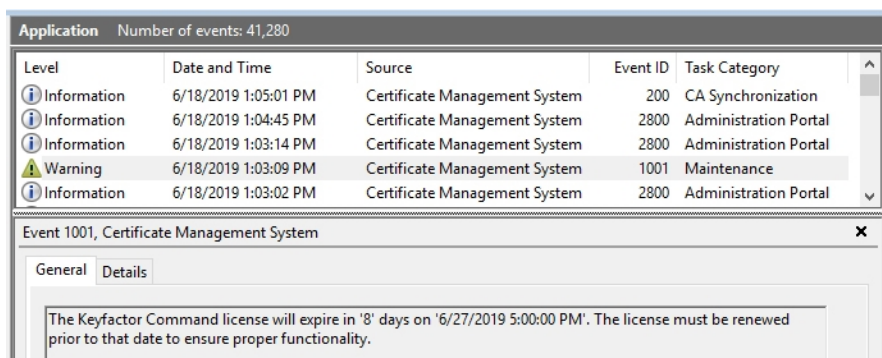 Application Number of events: 41,280
Level Date and Time Source Event ID Task Category
Information 6/18/2019 1:05:01 PM Certificate Management System 200 CA Synchronization
Information 6/18/2019 1:04:45 PM Certificate Management System 2800 Administration Portal
Information 6/18/2019 1:03:14 PM Certificate Management System 2800 Administration Portal
Warning 6/18/2019 1:03:09 PM Certificate Management System 1001 Maintenance
Information 6/18/2019 1:03:02 PM Certificate Management System 2800 Administration Portal
Event 1001, Certificate Management System
General Details
The Keyfactor Command license will expire in '8' days on '6/27/2019 5:00:00 PM'. The license must be renewed
prior to that date to ensure proper functionality.